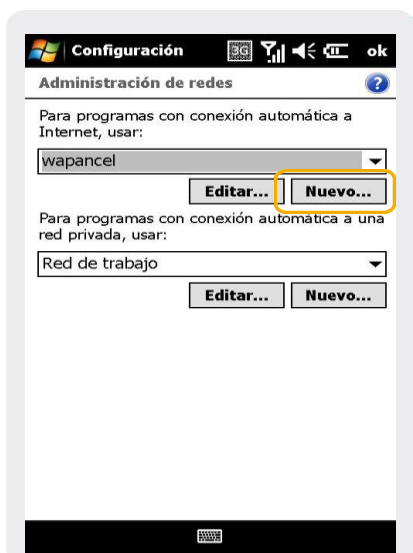 Configuración 3G ok
Administración de redes ?
Para programas con conexión automática a
Internet, usar:
wapancel
Editar... Nuevo...
Para programas con conexión automática a una
red privada, usar:
Red de trabajo
Editar... Nuevo...